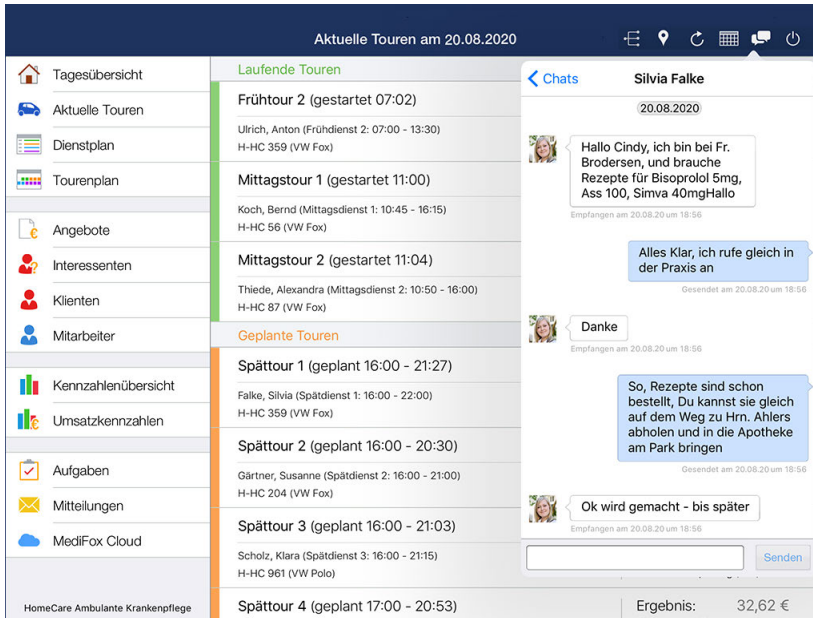 Aktuelle Touren am 20.08.2020
Tagesübersicht
Aktuelle Touren
Dienstplan
Tourenplan
Angebote
Interessenten
Klienten
Mitarbeiter
Kennzahlenübersicht
Umsatzkennzahlen
Aufgaben
Mitteilungen
MediFox Cloud
HomeCare Ambulante Krankenpflege
Laufende Touren
Frühtour 2 (gestartet 07:02)
Ulrich, Anton (Frühdienst 2: 07:00 - 13:30)
H-HC 359 (VW Fox)
Mittagstour 1 (gestartet 11:00)
Koch, Bernd (Mittagsdienst 1: 10:45 - 16:15)
H-HC 56 (VW Fox)
Mittagstour 2 (gestartet 11:04)
Thiede, Alexandra (Mittagsdienst 2: 10:50 - 16:00)
H-HC 87 (VW Fox)
Geplante Touren
Spättour 1 (geplant 16:00 - 21:27)
Falke, Silvia (Spätdienst 1: 16:00 - 22:00)
H-HC 359 (VW Fox)
Spättour 2 (geplant 16:00 - 20:30)
Gärtner, Susanne (Spätdienst 2: 16:00 - 21:00)
H-HC 204 (VW Fox)
Spättour 3 (geplant 16:00 - 21:03)
Scholz, Klara (Spätdienst 3: 16:00 - 21:15)
H-HC 961 (VW Polo)
Spättour 4 (geplant 17:00 - 20:53)
Ergebnis: 32,62 €
Chats
Silvia Falke
20.08.2020
Hallo Cindy, ich bin bei Fr.
Brodersen, und brauche
Rezepte für Bisoprolol 5mg,
Ass 100, Simva 40mgHallo
Empfangen am 20.08.20 um 18:56
Alles Klar, ich rufe gleich in
der Praxis an
Gesendet am 20.08.20 um 18:56
Danke
Empfangen am 20.08.20 um 18:56
So, Rezepte sind schon
bestellt, Du kannst sie gleich
auf dem Weg zu Hrn. Ahlers
abholen und in die Apotheke
am Park bringen
Gesendet am 20.08.20 um 18:56
Ok wird gemacht - bis später
Empfangen am 20.08.20 um 18:56
Senden